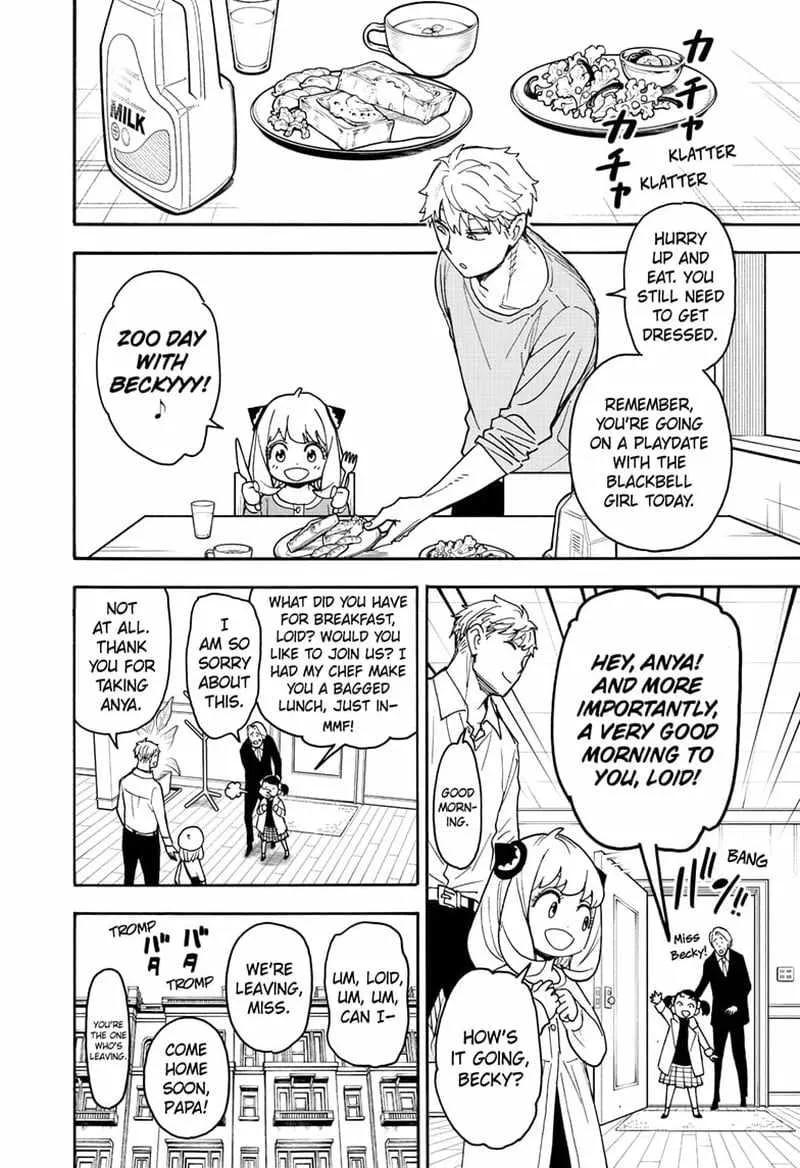 MILK
カチャ
カチャ
KLATTER
KLATTER
HURRY
UP AND
EAT. YOU
STILL NEED
TO GET
DRESSED.
REMEMBER,
YOU'RE GOING
ON A PLAYDATE
WITH THE
BLACKBELL
GIRL TODAY.
ZOO DAY
WITH
BECKYYY!
♪
HEY, ANYA!
AND MORE
IMPORTANTLY,
A VERY GOOD
MORNING TO
YOU, LOID!
BANG
バン!!
MISS
BECKY!
GOOD
MORN-
ING.
HOW'S
IT GOING,
BECKY?
WHAT DID YOU HAVE
FOR BREAKFAST,
LOID? WOULD YOU
LIKE TO JOIN US? I
HAD MY CHEF MAKE
YOU A BAGGED
LUNCH, JUST IN-
MMF!
I
AM SO
SORRY
ABOUT
THIS.
NOT
AT ALL.
THANK
YOU FOR
TAKING
ANYA.
UM, LOID,
UM, UM,
CAN I-
WE'RE
LEAVING,
MISS.
TROMP
バタ
バタ
TROMP
COME
HOME
SOON,
PAPA!
YOU'RE
THE ONE
WHO'S
LEAVING.